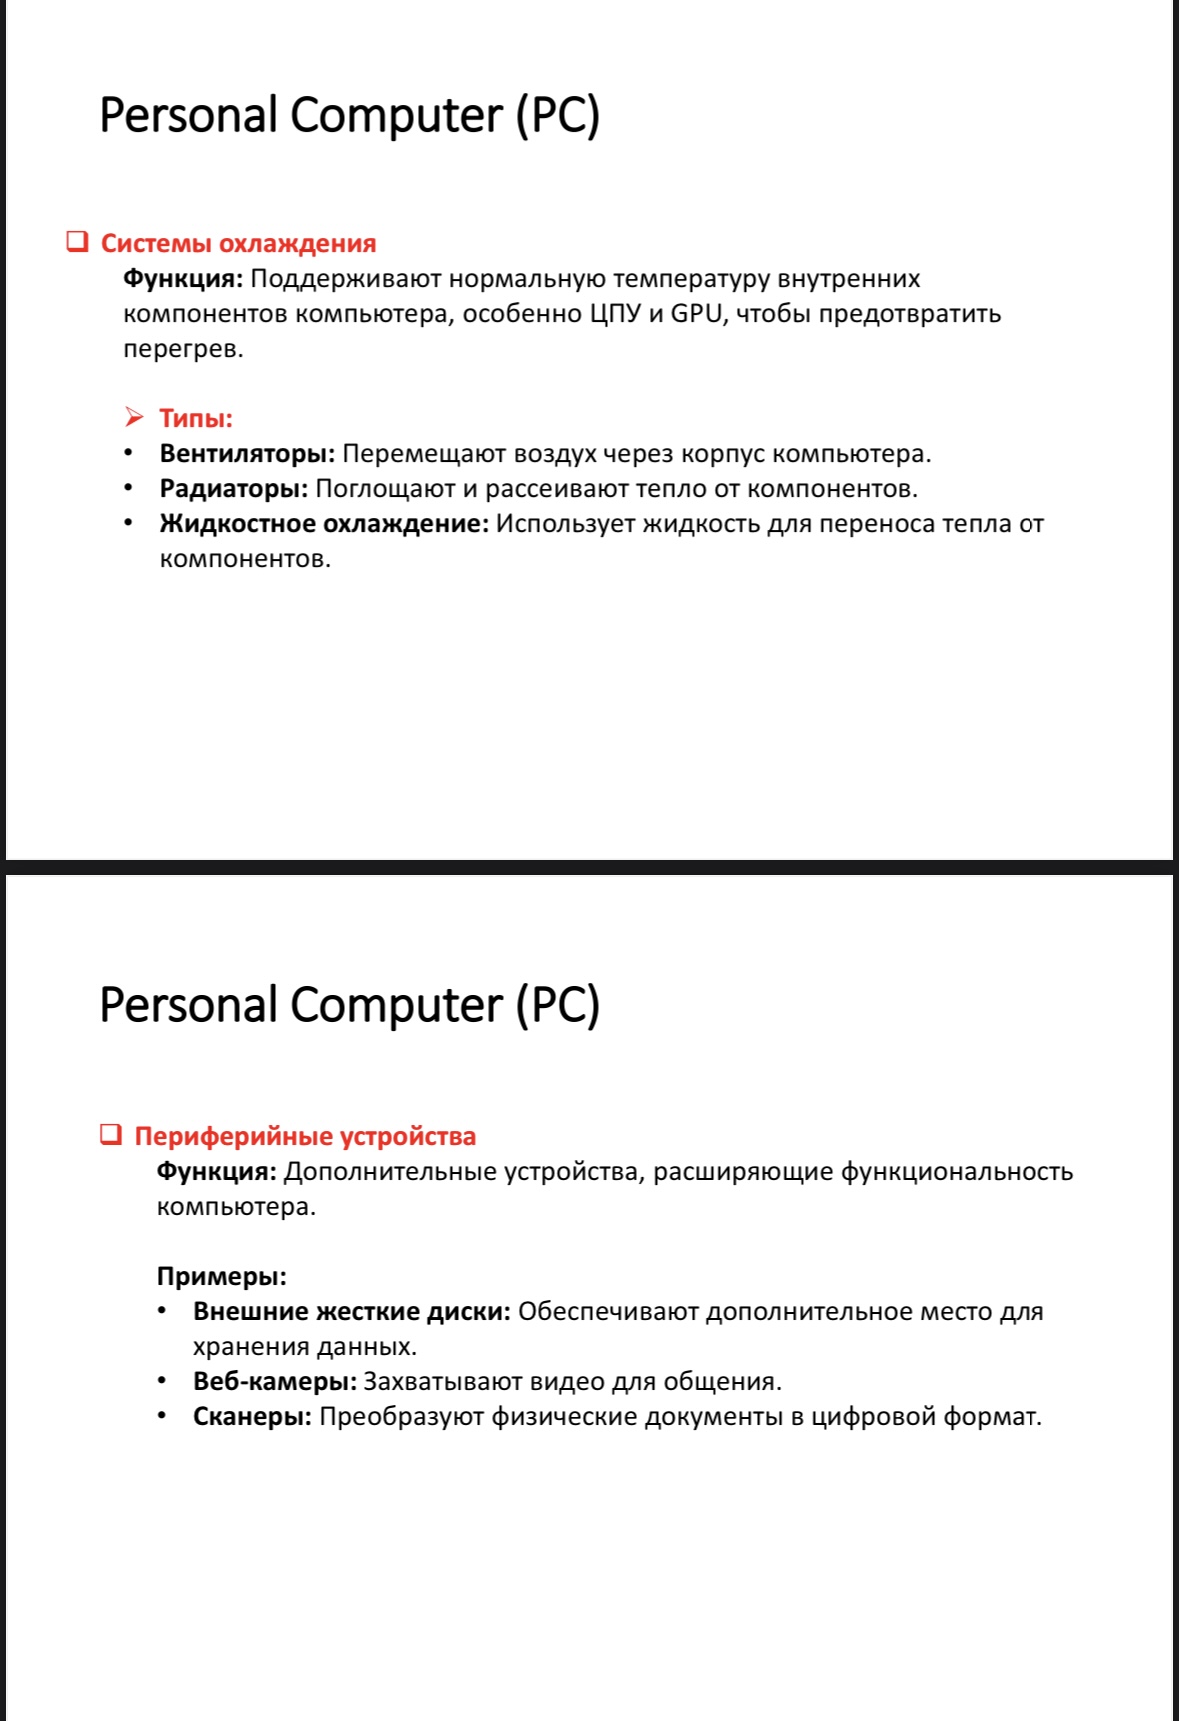 Personal Computer (PC)
❑ Системы охлаждения
Функция: Поддерживают нормальную температуру внутренних
компонентов компьютера, особенно ЦПУ и GPU, чтобы предотвратить
перегрев.
➢ Типы:
• Вентиляторы: Перемещают воздух через корпус компьютера.
• Радиаторы: Поглощают и рассеивают тепло от компонентов.
• Жидкостное охлаждение: Использует жидкость для переноса тепла от
компонентов.
Personal Computer (PC)
❑ Периферийные устройства
Функция: Дополнительные устройства, расширяющие функциональность
компьютера.
Примеры:
• Внешние жесткие диски: Обеспечивают дополнительное место для
хранения данных.
• Веб-камеры: Захватывают видео для общения.
• Сканеры: Преобразуют физические документы в цифровой формат.